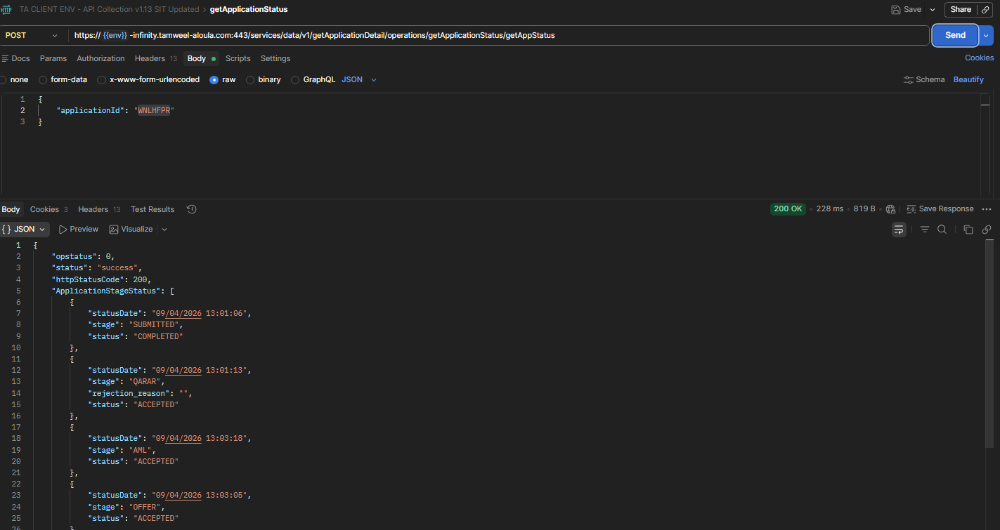 HTTP TA CLIENT ENV - API Collection v1.13 SIT Updated > getApplicationStatus Save Share
POST https:// {{env}} -infinity.tamweel-aloula.com:443/services/data/v1/getApplicationDetail/operations/getApplicationStatus/getAppStatus Send
Docs Params Authorization Headers 13 Body Scripts Settings Cookies
none form-data x-www-form-urlencoded raw binary GraphQL JSON Schema Beautify
1 {
2 "applicationId": "WNLHFPR"
3 }
Body Cookies 3 Headers 13 Test Results 200 OK • 228 ms • 819 B e.g. Save Response
{} JSON Preview Visualize
1 {
2 "opstatus": 0,
3 "status": "success",
4 "httpStatusCode": 200,
5 "ApplicationStageStatus": [
6 {
7 "statusDate": "09/04/2026 13:01:06",
8 "stage": "SUBMITTED",
9 "status": "COMPLETED"
10 },
11 {
12 "statusDate": "09/04/2026 13:01:13",
13 "stage": "QARAR",
14 "rejection_reason": "",
15 "status": "ACCEPTED"
16 },
17 {
18 "statusDate": "09/04/2026 13:03:18",
19 "stage": "AML",
20 "status": "ACCEPTED"
21 },
22 {
23 "statusDate": "09/04/2026 13:03:05",
24 "stage": "OFFER",
25 "status": "ACCEPTED"
26 }